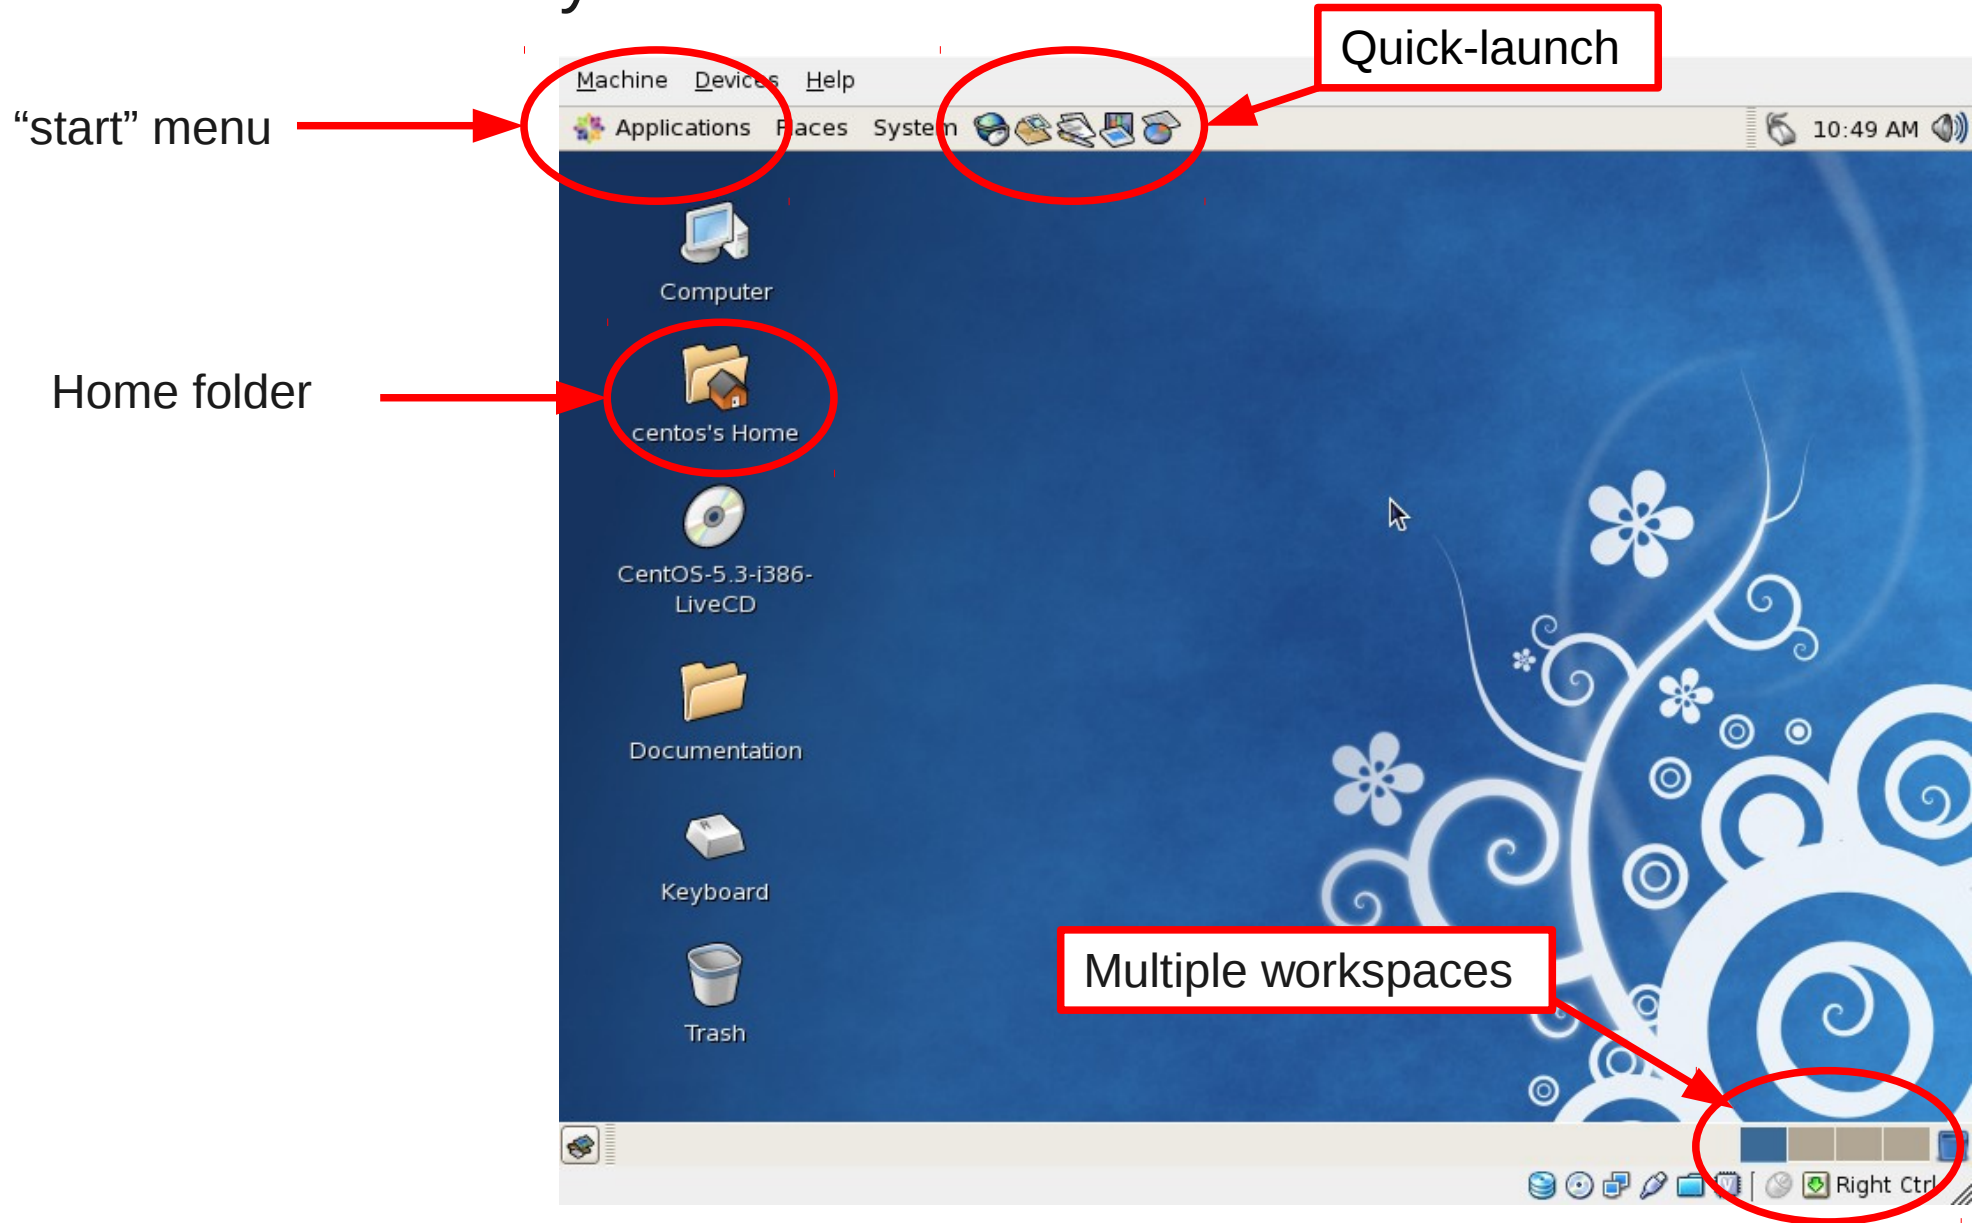 Quick-launch
Machine Devices Help
“start” menu
Applications Places System
10:49 AM
Computer
Home folder
centos's Home
CentOS-5.3-i386-
LiveCD
Documentation
Keyboard
Multiple workspaces
Trash
Right Ctrl